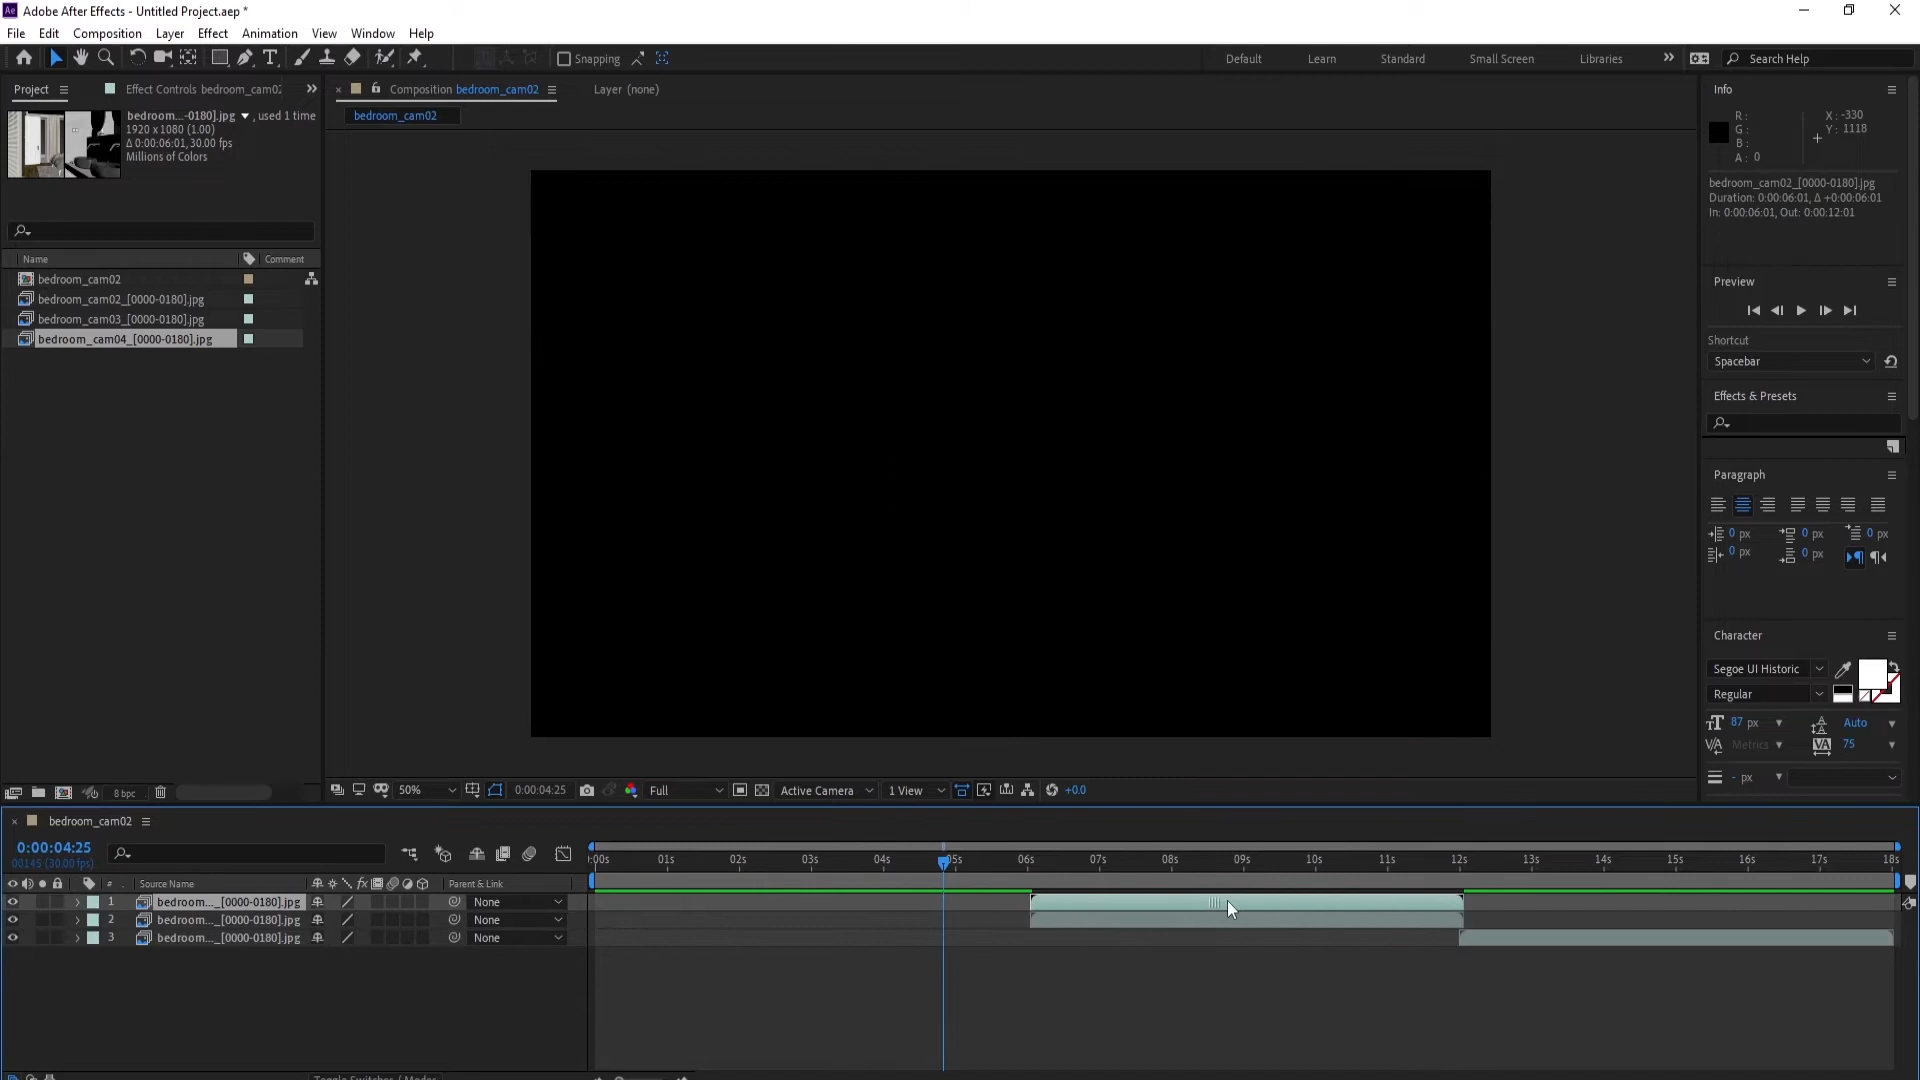 Adobe After Effects - Untitled Project.aep *
File Edit Composition Layer Effect Animation View Window Help
Snapping
Default Learn Standard Small Screen Libraries
Search Help
Project
Effect Controls bedroom_cam02
Composition bedroom_cam02
Layer (none)
bedroom_cam02
bedroom...-0180].jpg , used 1 time
1920 x 1080 (1.00)
Δ 0:00:06:01, 30.00 fps
Millions of Colors
Name Comment
bedroom_cam02
bedroom_cam02_[0000-0180].jpg
bedroom_cam03_[0000-0180].jpg
bedroom_cam04_[0000-0180].jpg
8 bpc
50% 0:00:04:25 Full Active Camera 1 View +0.0
Info
R : X : -330
G : Y : 1118
B :
A : 0
bedroom_cam02_[0000-0180].jpg
Duration: 0:00:06:01, Δ +0:00:06:01
In: 0:00:06:01, Out: 0:00:12:01
Preview
Shortcut
Spacebar
Effects & Presets
Paragraph
0 px 0 px 0 px
0 px 0 px
Character
Segoe UI Historic
Regular
87 px Auto
Metrics 75
- px
bedroom_cam02
0:00:04:25
00145 (30.00 fps)
:00s 01s 02s 03s 04s 05s 06s 07s 08s 09s 10s 11s 12s 13s 14s 15s 16s 17s 18s
# Source Name Parent & Link
1 bedroom..._[0000-0180].jpg None
2 bedroom..._[0000-0180].jpg None
3 bedroom..._[0000-0180].jpg None
Toggle Switches / Modes